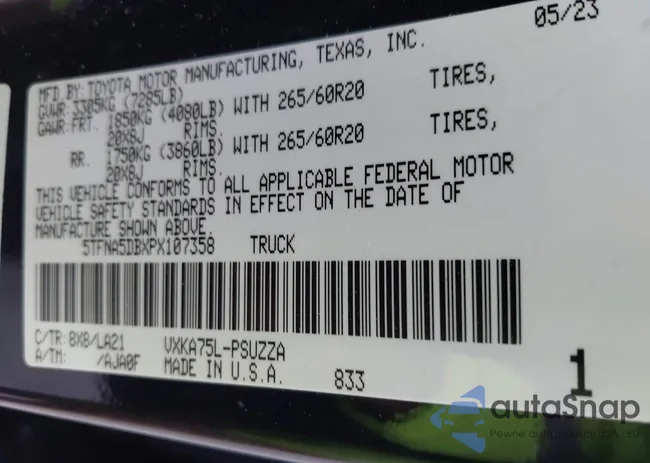 05/23
MFD BY: TOYOTA MOTOR MANUFACTURING, TEXAS, INC.
GVWR: 3305KG (7285LB)
GAWR: FRT. 1850KG (4080LB) WITH 265/60R20 TIRES,
20X8J RIMS.
RR. 1750KG (3860LB) WITH 265/60R20 TIRES,
20X8J RIMS.
THIS VEHICLE CONFORMS TO ALL APPLICABLE FEDERAL MOTOR
VEHICLE SAFETY STANDARDS IN EFFECT ON THE DATE OF
MANUFACTURE SHOWN ABOVE.
5TFNA5DBXPX107358 TRUCK
C/TR: 8X8/LA21 VXKA75L-PSUZZA
A/TM: /AJA0F MADE IN U.S.A. 833 1
autaSnap